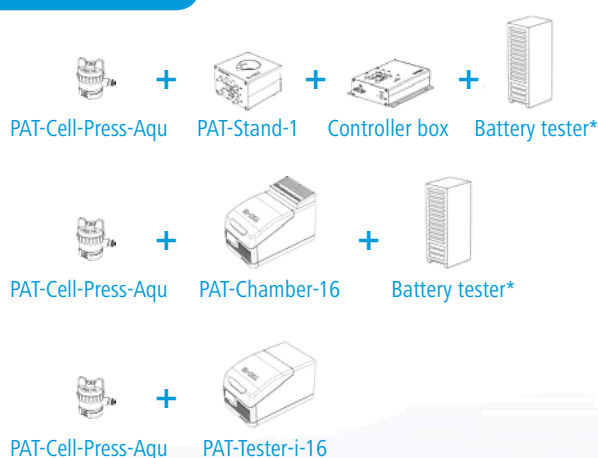 + + +
PAT-Cell-Press-Aqu PAT-Stand-1 Controller box Battery tester*
+ +
PAT-Cell-Press-Aqu PAT-Chamber-16 Battery tester*
+
PAT-Cell-Press-Aqu PAT-Tester-i-16